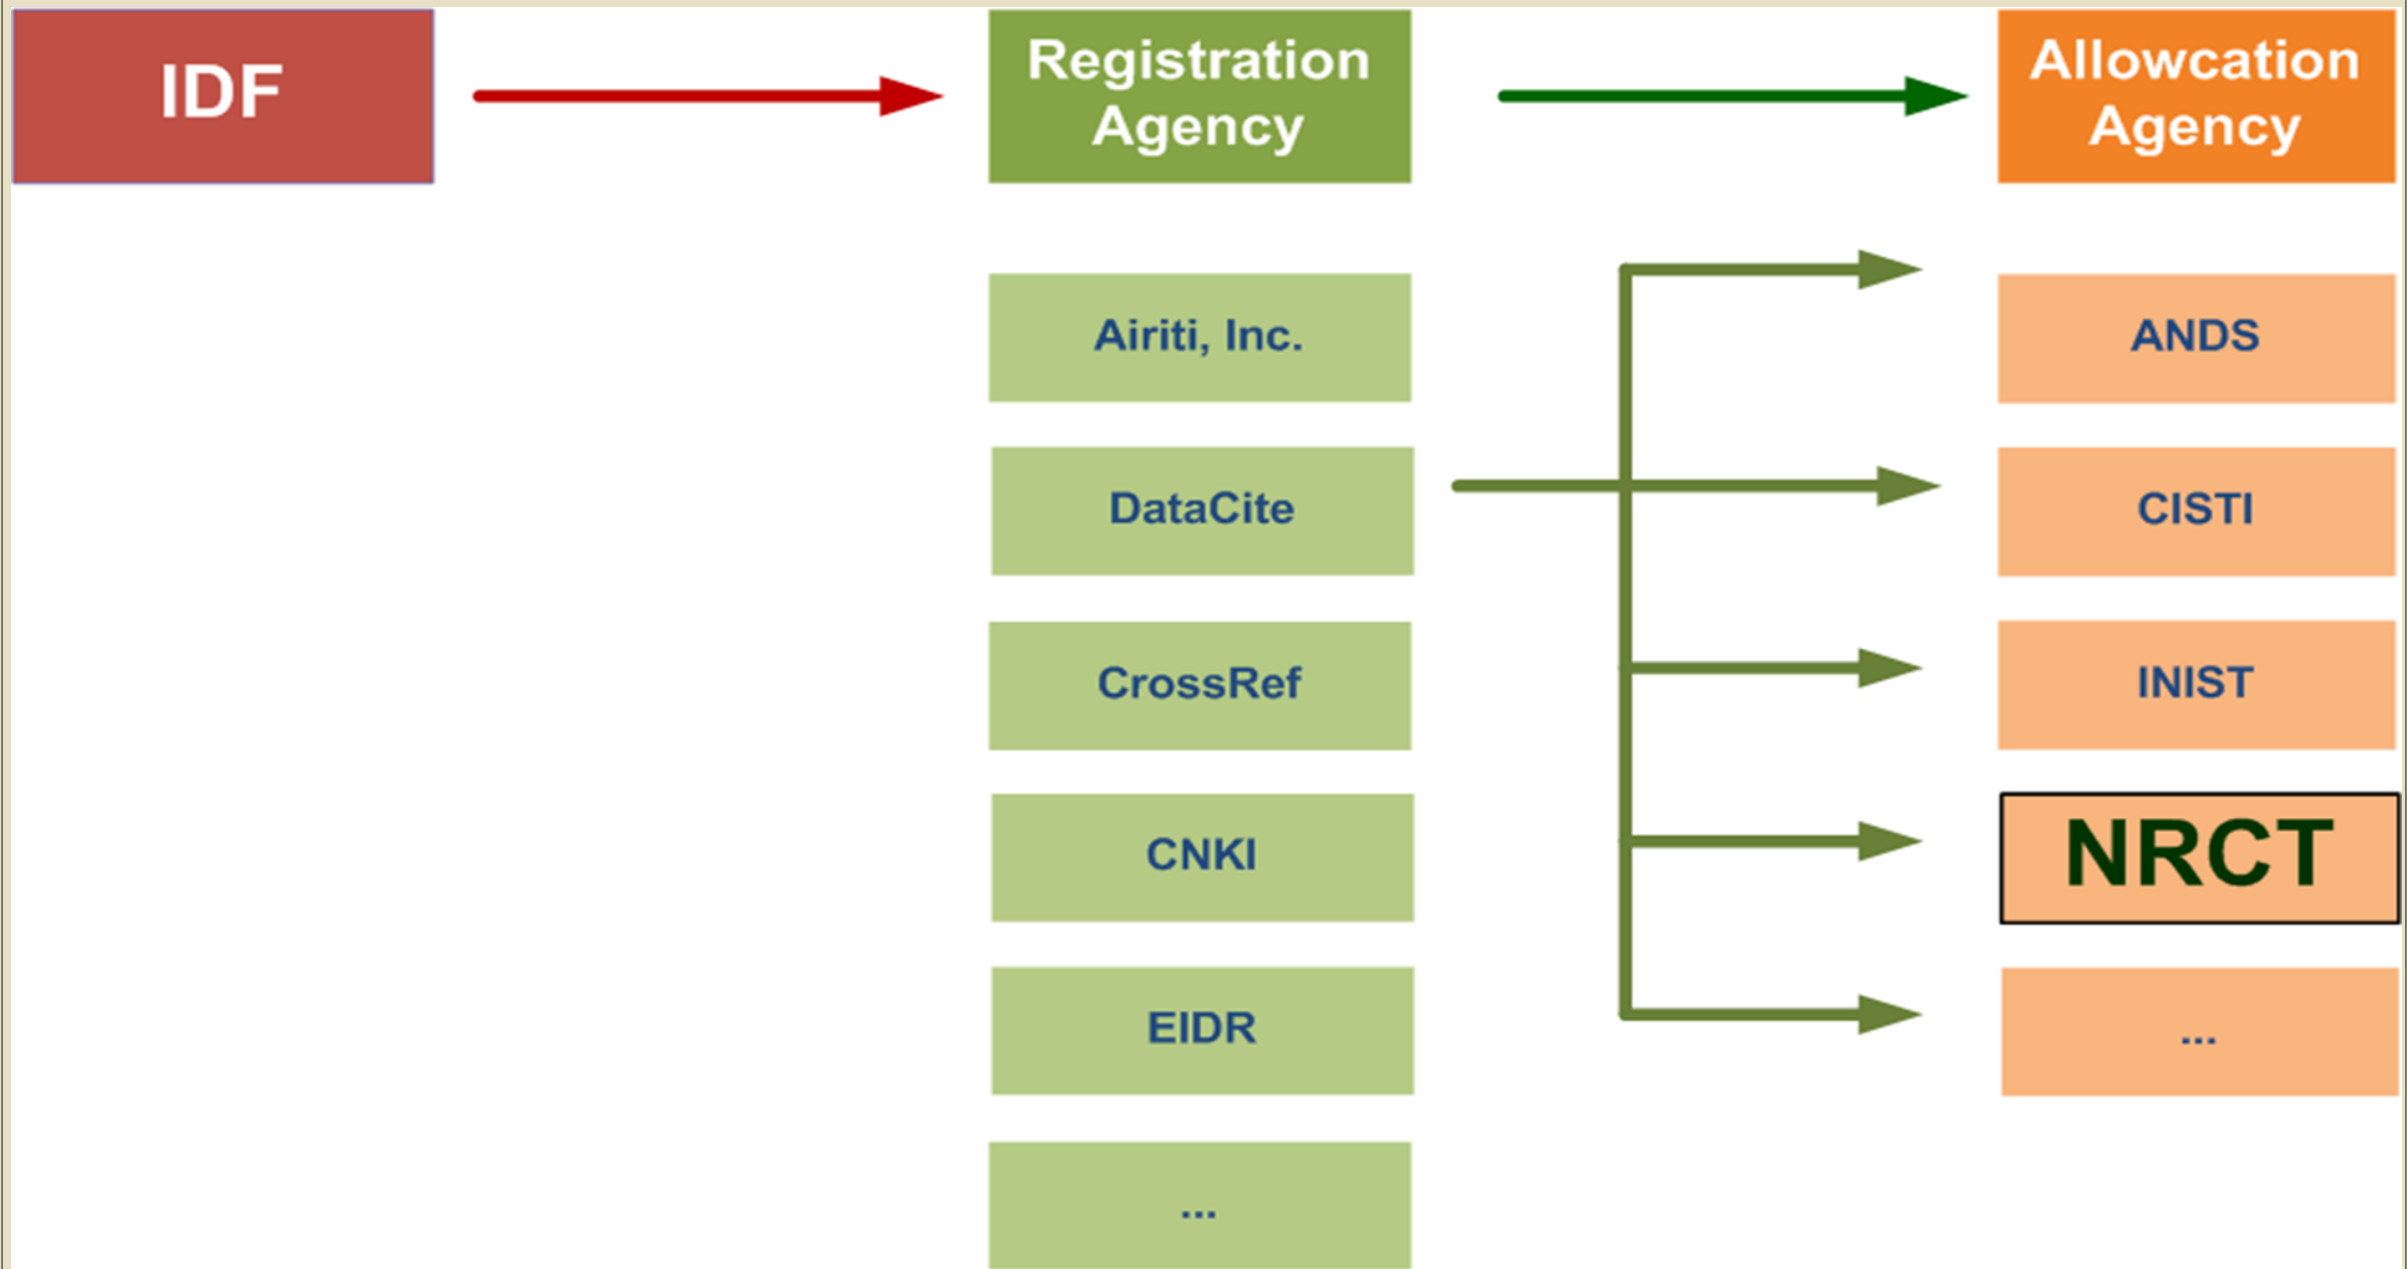 IDF
Registration
Agency
Allowcation
Agency
Airiti, Inc.
ANDS
DataCite
CISTI
CrossRef
INIST
CNKI
NRCT
EIDR
...
...